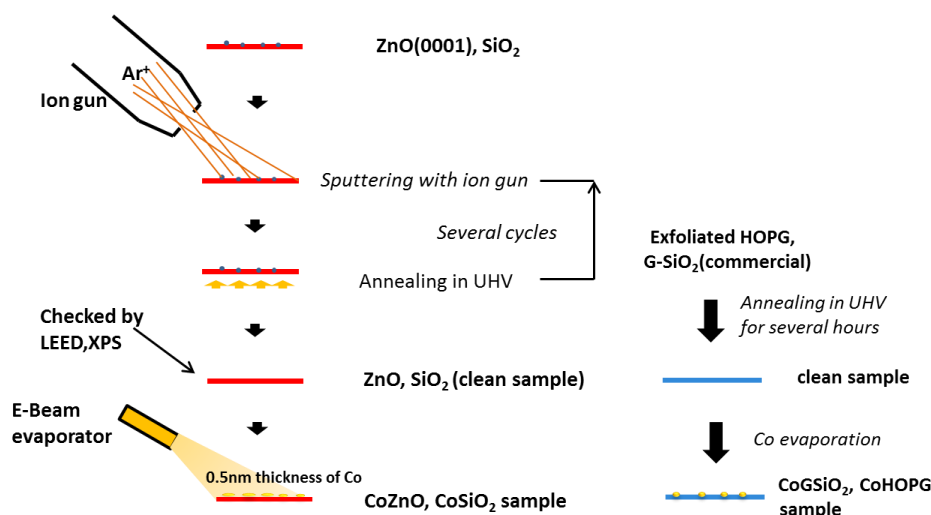 ZnO(0001), SiO₂
Ar⁺
Ion gun
Sputtering with ion gun
Several cycles
Annealing in UHV
Checked by
LEED,XPS
ZnO, SiO₂ (clean sample)
E-Beam
evaporator
0.5nm thickness of Co
CoZnO, CoSiO₂ sample
Exfoliated HOPG,
G-SiO₂(commercial)
Annealing in UHV
for several hours
clean sample
Co evaporation
CoGSiO₂, CoHOPG
sample